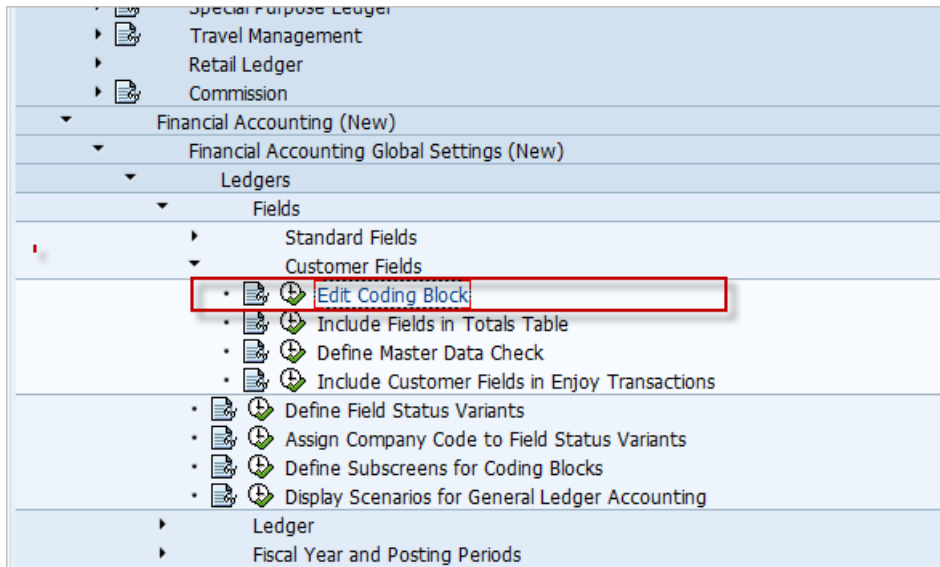 Special Purpose Ledger
Travel Management
Retail Ledger
Commission
Financial Accounting (New)
Financial Accounting Global Settings (New)
Ledgers
Fields
Standard Fields
Customer Fields
Edit Coding Block
Include Fields in Totals Table
Define Master Data Check
Include Customer Fields in Enjoy Transactions
Define Field Status Variants
Assign Company Code to Field Status Variants
Define Subscreens for Coding Blocks
Display Scenarios for General Ledger Accounting
Ledger
Fiscal Year and Posting Periods